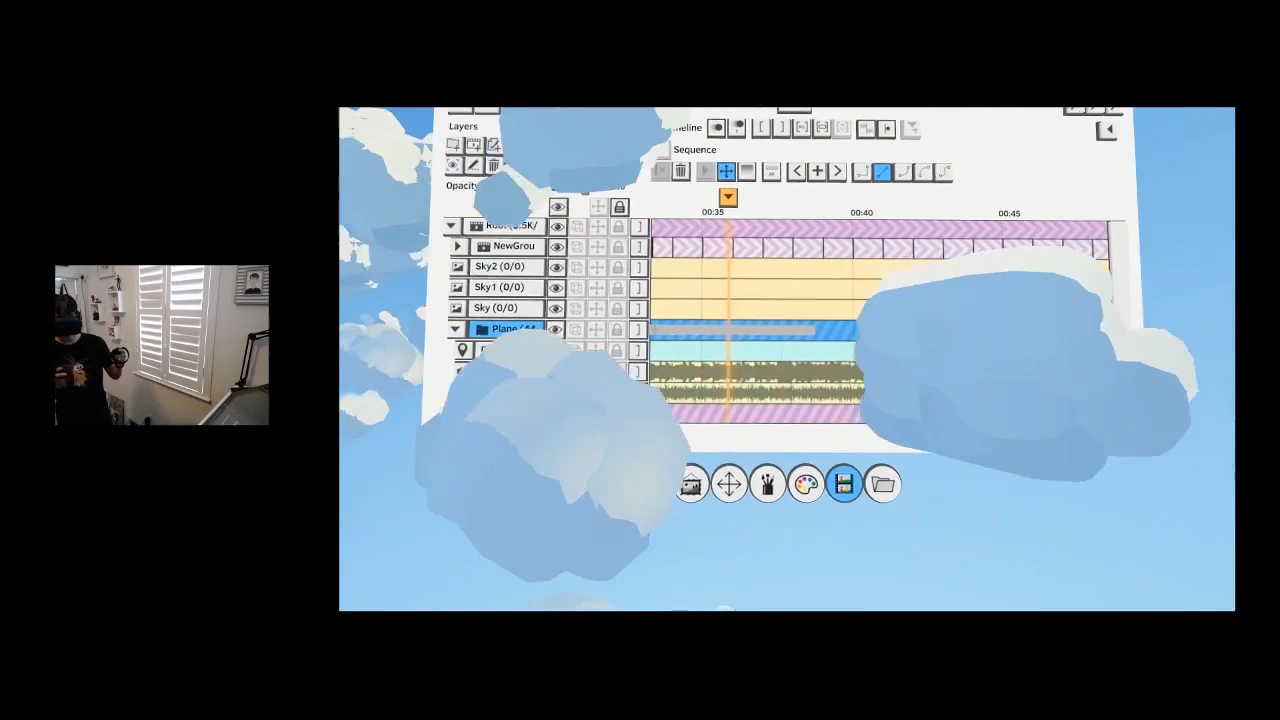 Layers
meline
Sequence
Opacity
00:35 00:40 00:45
NewGrou
Sky2 (0/0)
Sky1 (0/0)
Sky (0/0)
Plane